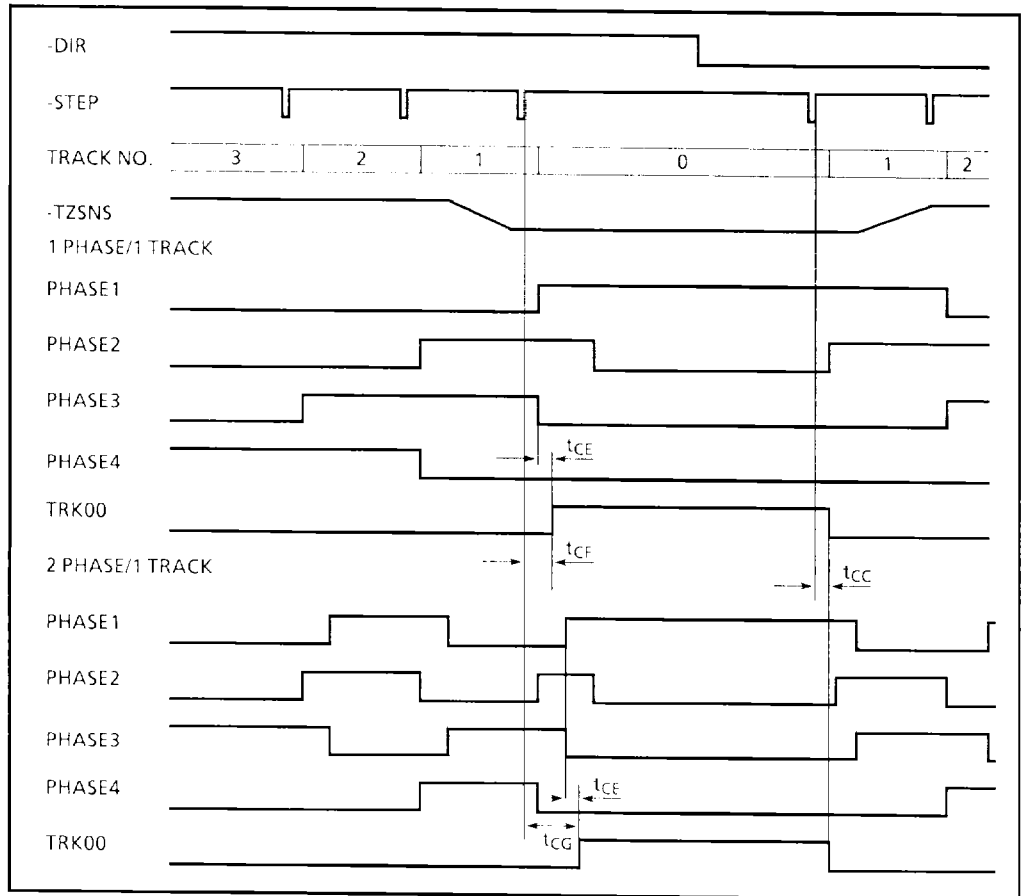 -DIR
-STEP
TRACK NO. 3 2 1 0 1 2
-TZSNS
1 PHASE/1 TRACK
PHASE1
PHASE2
PHASE3
tCE
PHASE4
TRK00
tCF
2 PHASE/1 TRACK
tCC
PHASE1
PHASE2
PHASE3
tCE
PHASE4
tCG
TRK00